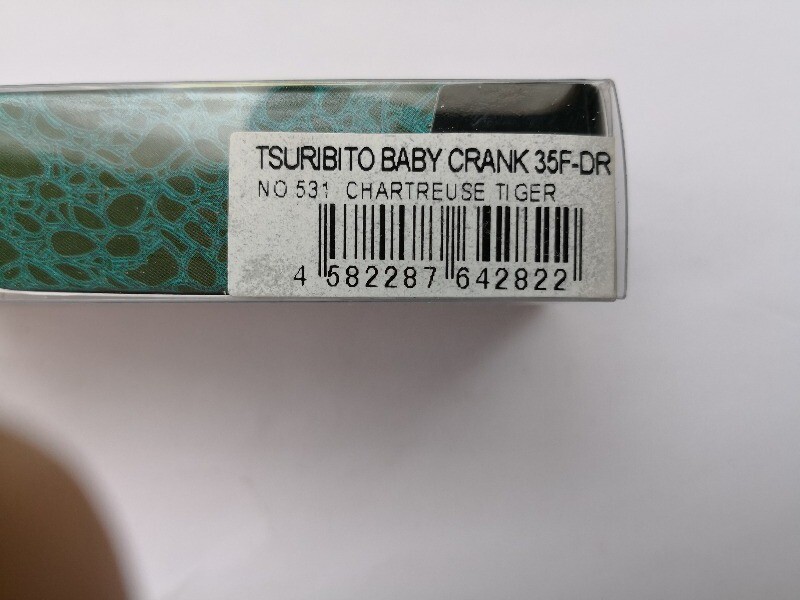 TSURIBITO BABY CRANK 35F-DR
NO 531 CHARTREUSE TIGER
4 582287 642822